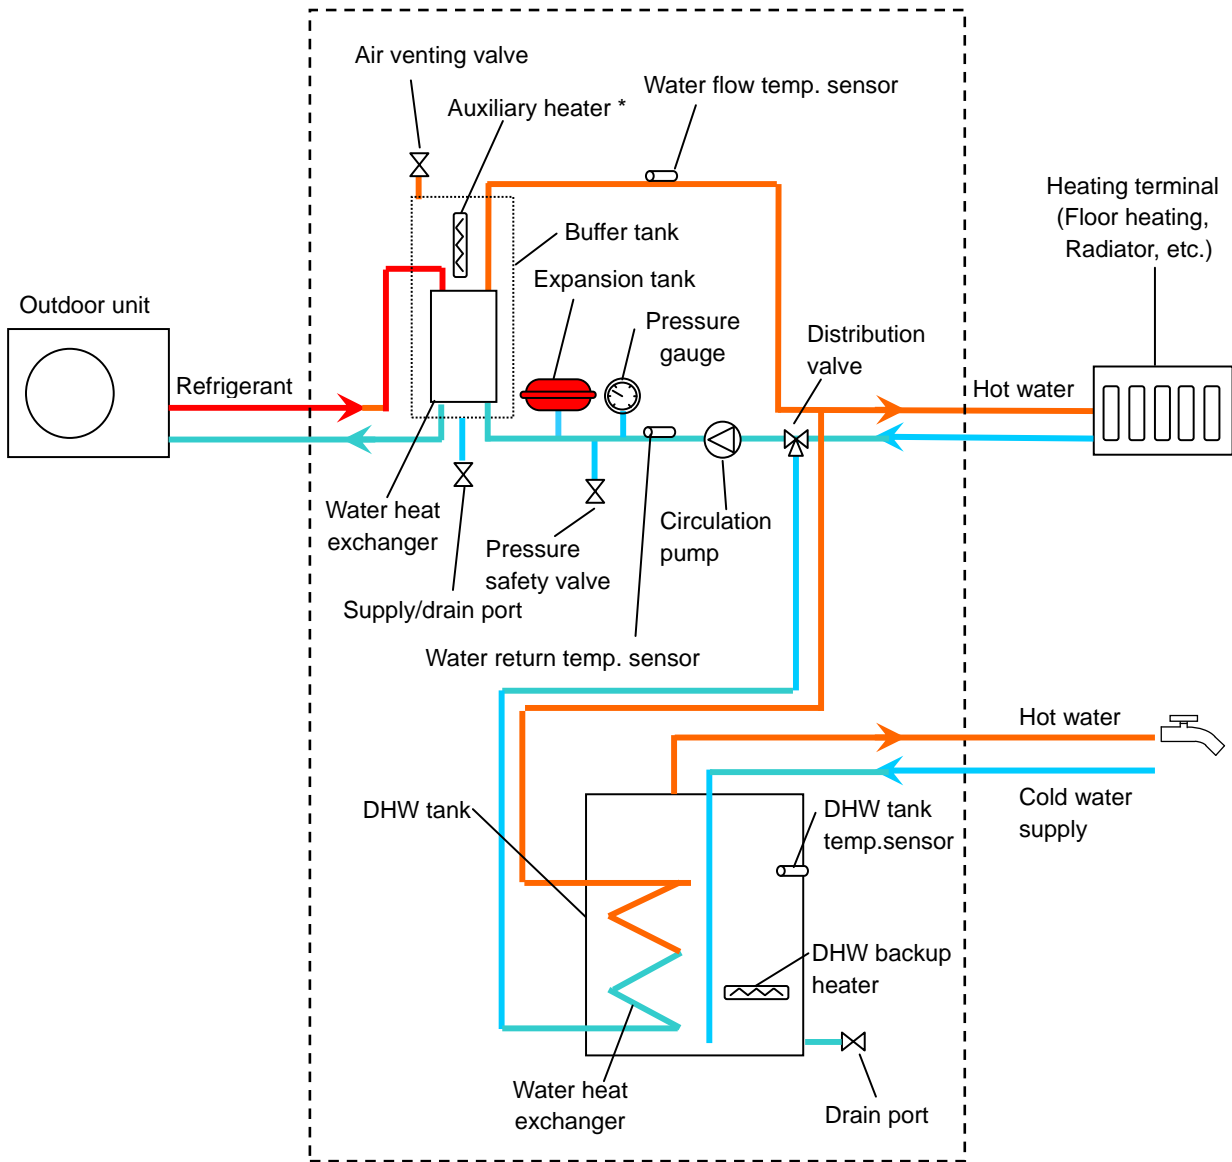 Air venting valve
Auxiliary heater *
Water flow temp. sensor
Heating terminal
(Floor heating,
Radiator, etc.)
Buffer tank
Expansion tank
Outdoor unit
Pressure
gauge
Distribution
valve
Refrigerant
Hot water
Water heat
exchanger
Circulation
pump
Pressure
safety valve
Supply/drain port
Water return temp. sensor
Hot water
Cold water
supply
DHW tank
DHW tank
temp.sensor
DHW backup
heater
Water heat
exchanger
Drain port